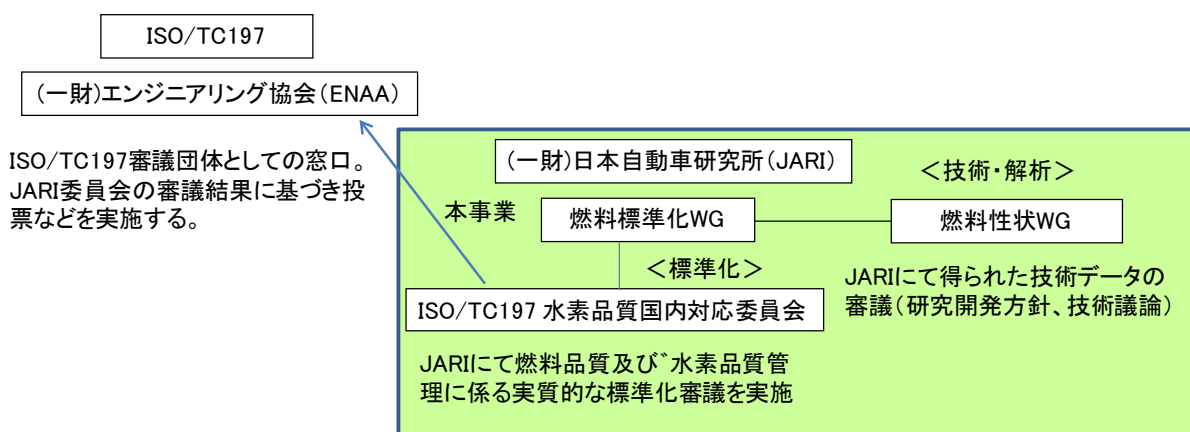 ISO/TC197
(一財)エンジニアリング協会(ENAA)
ISO/TC197審議団体としての窓口。
JARI委員会の審議結果に基づき投
票などを実施する。
(一財)日本自動車研究所(JARI)
<技術・解析>
本事業
燃料標準化WG
燃料性状WG
<標準化>
JARIにて得られた技術データの
審議(研究開発方針、技術議論)
ISO/TC197 水素品質国内対応委員会
JARIにて燃料品質及び゛水素品質管
理に係る実質的な標準化審議を実施